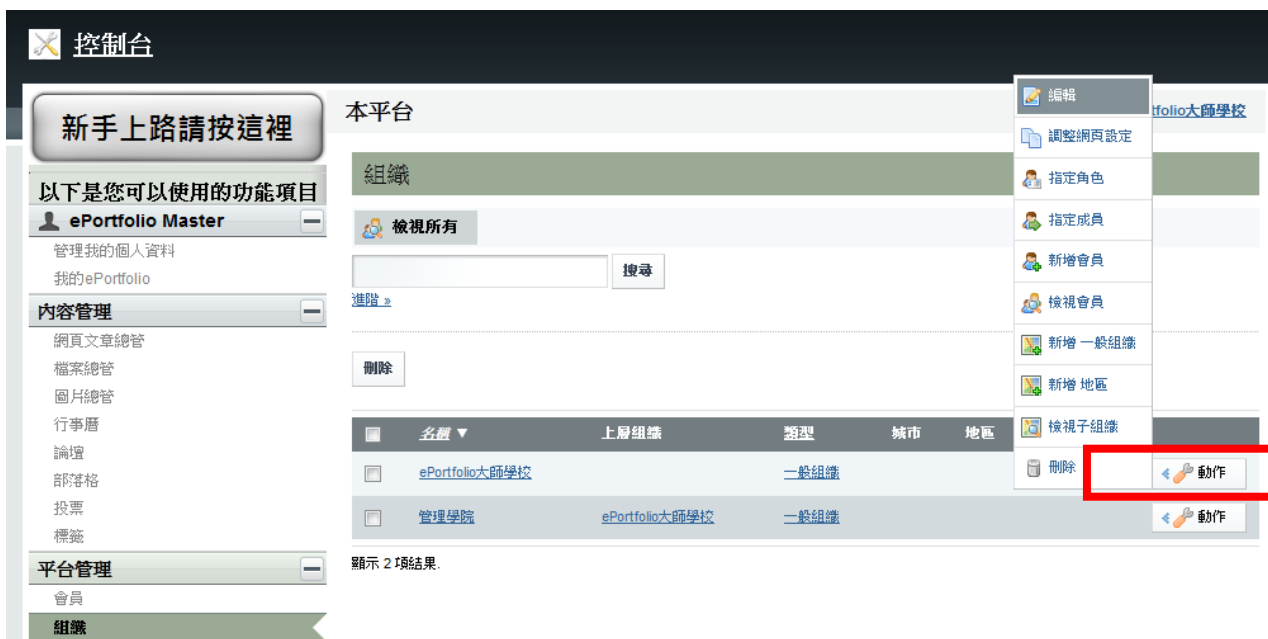 控制台
新手上路請按這裡
以下是您可以使用的功能項目
ePortfolio Master
管理我的個人資料
我的ePortfolio
內容管理
網頁文章總管
檔案總管
圖片總管
行事曆
論壇
部落格
投票
標籤
平台管理
會員
組織
本平台
tfolio大師學校
組織
檢視所有
搜尋
進階 »
刪除
名稱 ▼ 上層組織 類型 城市 地區
ePortfolio大師學校 一般組織 動作
管理學院 ePortfolio大師學校 一般組織 動作
顯示 2 項結果.
編輯
調整網頁設定
指定角色
指定成員
新增會員
檢視會員
新增 一般組織
新增 地區
檢視子組織
刪除